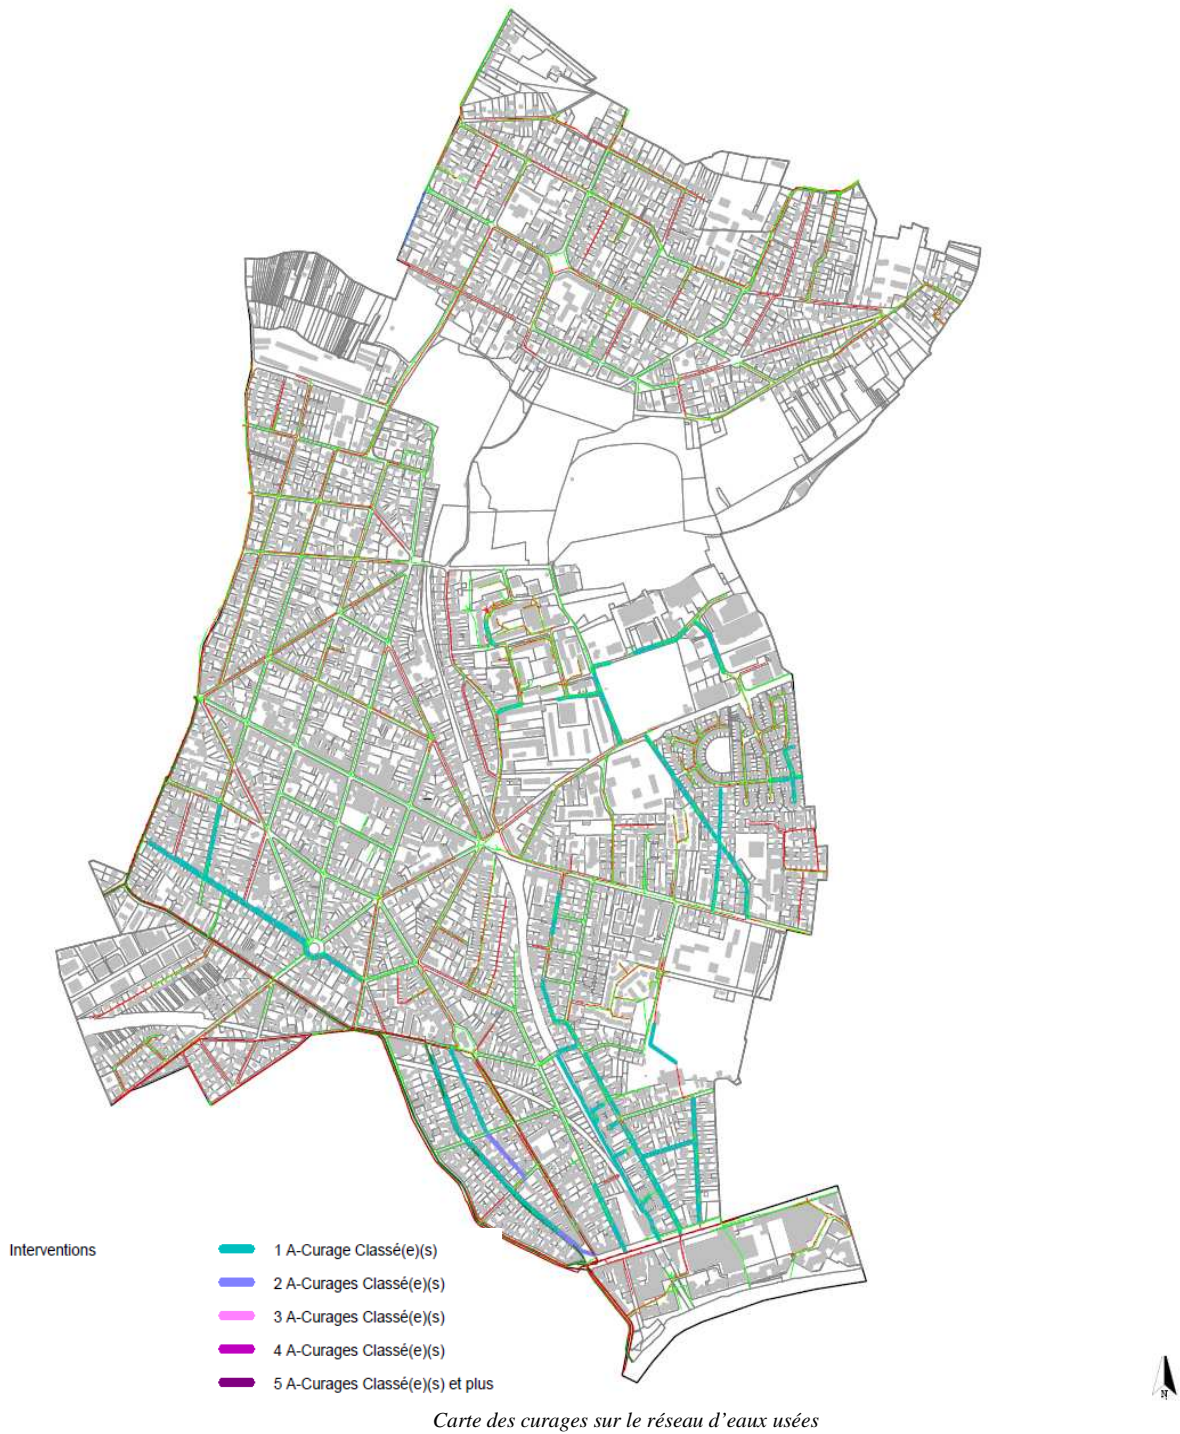 Interventions
1 A-Curage Classé(e)(s)
2 A-Curages Classé(e)(s)
3 A-Curages Classé(e)(s)
4 A-Curages Classé(e)(s)
5 A-Curages Classé(e)(s) et plus
N
Carte des curages sur le réseau d'eaux usées